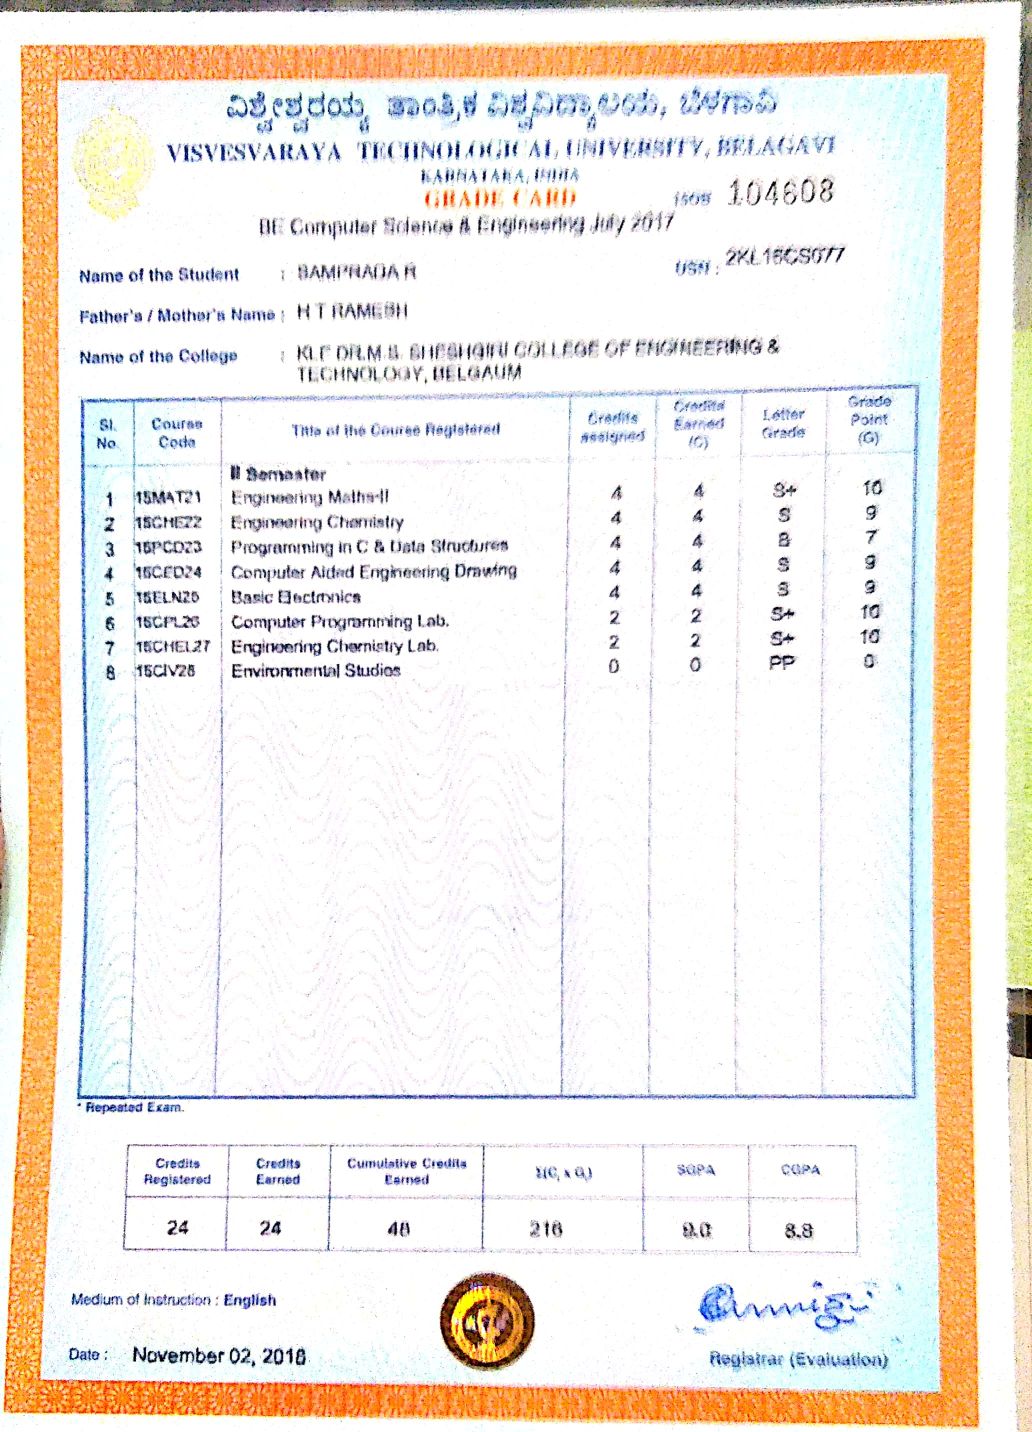 ವಿಶ್ವೇಶ್ವರಯ್ಯ ತಾಂತ್ರಿಕ ವಿಶ್ವವಿದ್ಯಾಲಯ, ಬೆಳಗಾವಿ
VISVESVARAYA TECHNOLOGICAL UNIVERSITY, BELAGAVI
KARNATAKA, INDIA
GRADE CARD
104608
BE Computer Science & Engineering July 2017
Name of the Student : SAMPRADA R
USN :
Father's / Mother's Name : H T RAMESH
Name of the College : KLE DR.M.S. SHESHGIRI COLLEGE OF ENGINEERING &
TECHNOLOGY, BELGAUM
Sl. No. Course Code Title of the Course Registered Credits assigned Credits Earned (C) Letter Grade Grade Point (G)
II Semester
1 15MAT21 Engineering Maths-II 4 4 S+ 10
2 15CHE22 Engineering Chemistry 4 4 S 9
3 15PCD23 Programming in C & Data Structures 4 4 B 7
4 15CED24 Computer Aided Engineering Drawing 4 4 S 9
5 15ELN25 Basic Electronics 4 4 S 9
6 15CPL26 Computer Programming Lab. 2 2 S+ 10
7 15CHEL27 Engineering Chemistry Lab. 2 2 S+ 10
8 15CIV28 Environmental Studies 0 0 PP 0
* Repeated Exam.
Credits Registered Credits Earned Cumulative Credits Earned Σ(Ci x Gi) SGPA CGPA
24 24 48 216 9.0 8.8
Medium of Instruction : English
Date : November 02, 2018
Registrar (Evaluation)